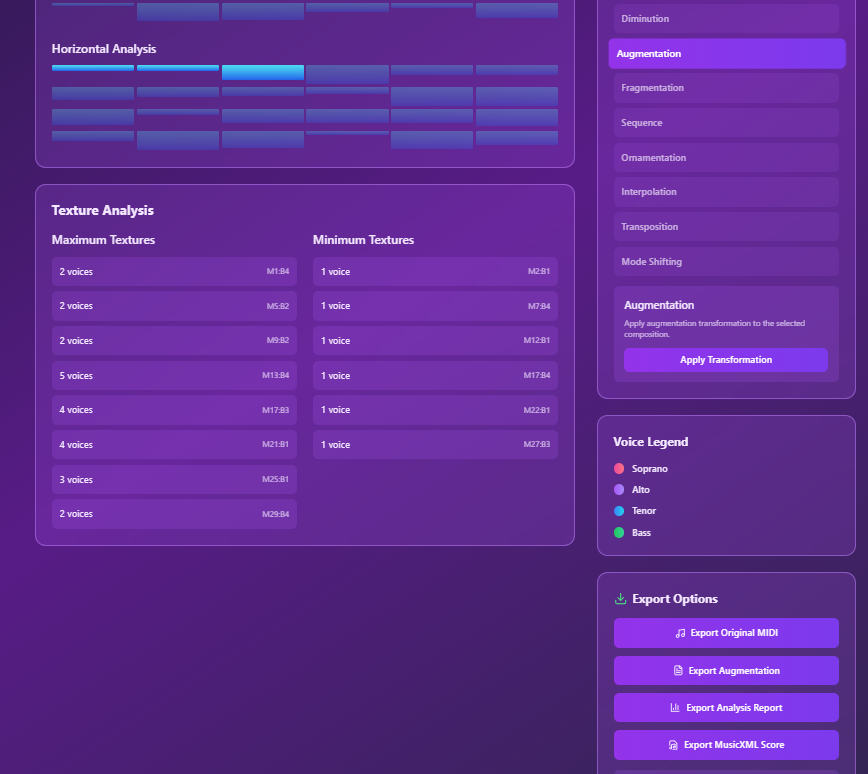 Horizontal Analysis
Texture Analysis
Maximum Textures
2 voices M1:B4
2 voices M5:B2
2 voices M9:B2
5 voices M13:B4
4 voices M17:B3
4 voices M21:B1
3 voices M25:B1
2 voices M29:B4
Minimum Textures
1 voice M2:B1
1 voice M7:B4
1 voice M12:B1
1 voice M17:B4
1 voice M22:B1
1 voice M27:B3
Diminution
Augmentation
Fragmentation
Sequence
Ornamentation
Interpolation
Transposition
Mode Shifting
Augmentation
Apply augmentation transformation to the selected
composition.
Apply Transformation
Voice Legend
Soprano
Alto
Tenor
Bass
Export Options
Export Original MIDI
Export Augmentation
Export Analysis Report
Export MusicXML Score